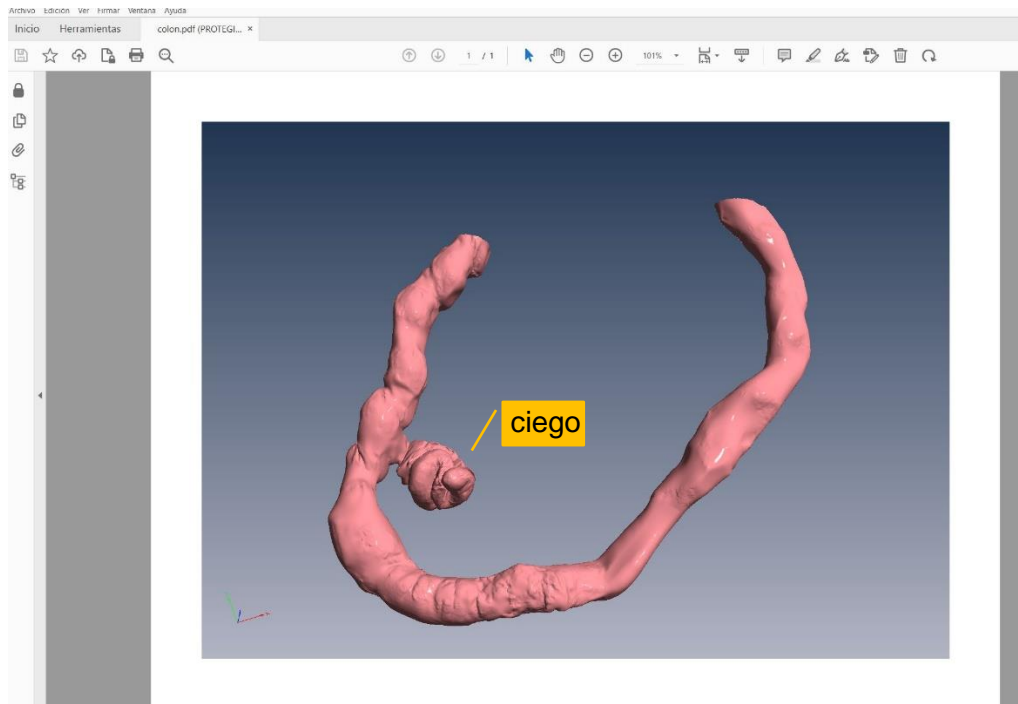 Archivo Edición Ver Firmar Ventana Ayuda
Inicio Herramientas colon.pdf (PROTEGI... ×
1 / 1 101%
ciego